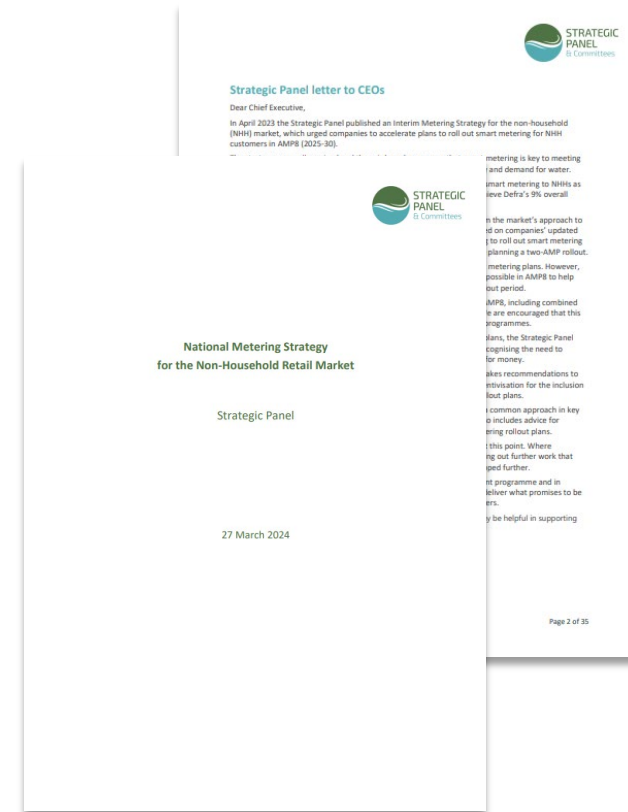 STRATEGIC
PANEL
& Committees
Strategic Panel letter to CEOs
Dear Chief Executive,
In April 2023 the Strategic Panel published an Interim Metering Strategy for the non-household
(NHH) market, which urged companies to accelerate plans to roll out smart metering for NHH
customers in AMP8 (2025-30).
metering is key to meeting
and demand for water.
smart metering to NHHs as
ieve Defra's 9% overall
the market's approach to
ed on companies' updated
to roll out smart metering
planning a two-AMP rollout.
metering plans. However,
possible in AMP8 to help
out period.
AMP8, including combined
e are encouraged that this
programmes.
plans, the Strategic Panel
cognising the need to
for money.
akes recommendations to
ntivisation for the inclusion
llout plans.
common approach in key
o includes advice for
ering rollout plans.
this point. Where
ng out further work that
ped further.
nt programme and in
deliver what promises to be
ers.
y be helpful in supporting
Page 2 of 35
STRATEGIC
PANEL
& Committees
National Metering Strategy
for the Non-Household Retail Market
Strategic Panel
27 March 2024